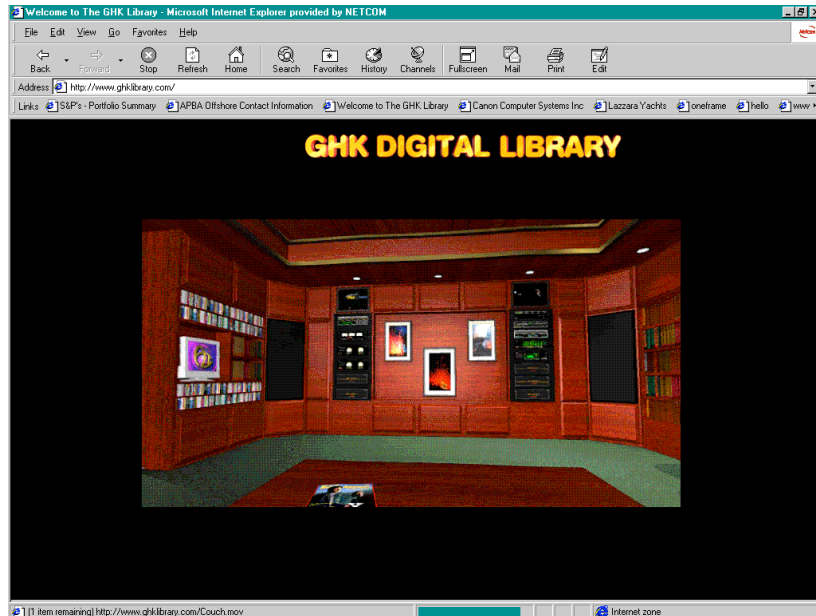 Welcome to The GHK Library - Microsoft Internet Explorer provided by NETCOM
File Edit View Go Favorites Help
Netcom
Back Forward Stop Refresh Home Search Favorites History Channels Fullscreen Mail Print Edit
Address http://www.ghklibrary.com/
Links S&P's - Portfolio Summary APBA Offshore Contact Information Welcome to The GHK Library Canon Computer Systems Inc Lazzara Yachts oneframe hello www
GHK DIGITAL LIBRARY
[1 item remaining] http://www.ghklibrary.com/Couch.mov Internet zone